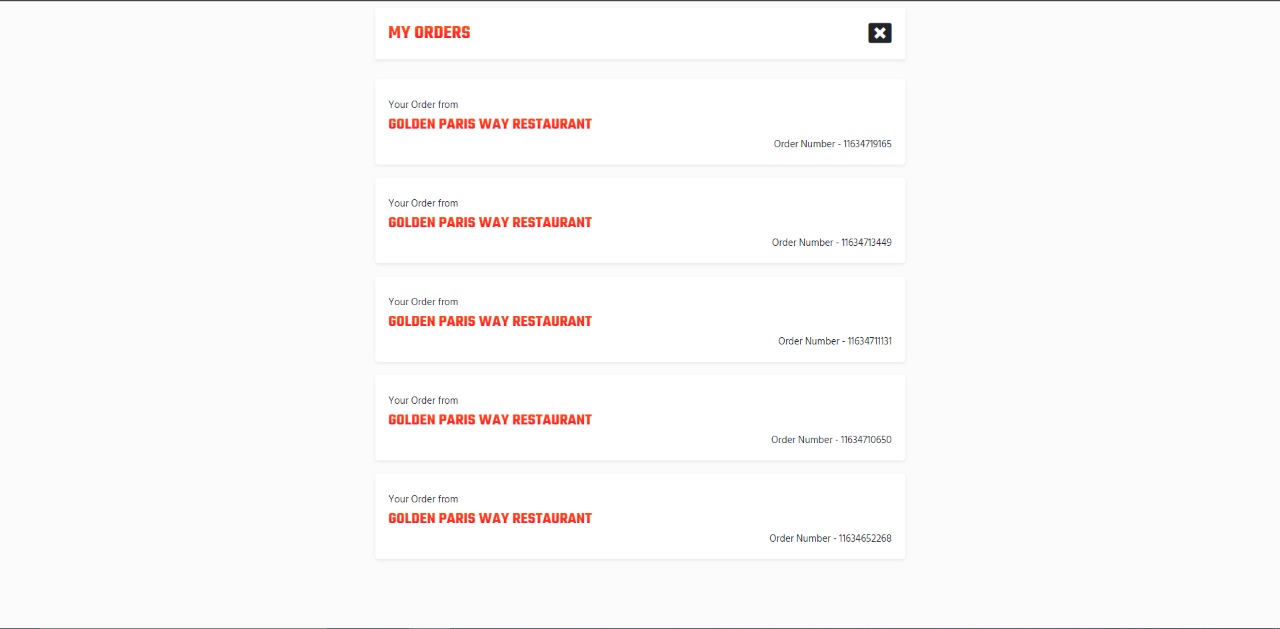 MY ORDERS
Your Order from
GOLDEN PARIS WAY RESTAURANT
Order Number - 11634719165
Your Order from
GOLDEN PARIS WAY RESTAURANT
Order Number - 11634713449
Your Order from
GOLDEN PARIS WAY RESTAURANT
Order Number - 11634711131
Your Order from
GOLDEN PARIS WAY RESTAURANT
Order Number - 11634710650
Your Order from
GOLDEN PARIS WAY RESTAURANT
Order Number - 11634652268